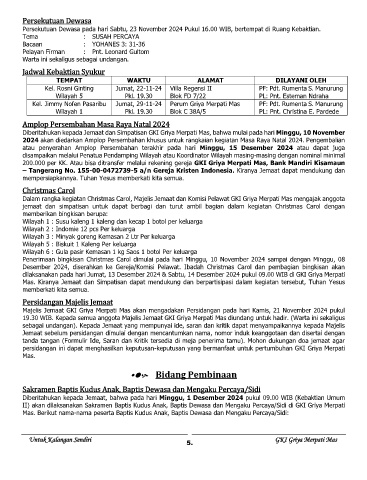 Persekutuan Dewasa
Persekutuan Dewasa pada hari Sabtu, 23 November 2024 Pukul 16.00 WIB, bertempat di Ruang Kebaktian.
Tema : SUSAH PERCAYA
Bacaan : YOHANES 3: 31-36
Pelayan Firman : Pnt. Leonard Gultom
Warta ini sekaligus sebagai undangan.
Jadwal Kebaktian Syukur
TEMPAT WAKTU ALAMAT DILAYANI OLEH
Kel. Rosni Ginting Jumat, 22-11-24 Villa Regensi II PF: Pdt. Rumenta S. Manurung
Wilayah 5 Pkl. 19.30 Blok FD 7/22 PL: Pnt. Esteman Ndraha
Kel. Jimmy Nofen Pasaribu Jumat, 29-11-24 Perum Griya Merpati Mas PF: Pdt. Rumenta S. Manurung
Wilayah 1 Pkl. 19.30 Blok C 38A/5 PL: Pnt. Christina E. Pardede
Amplop Persembahan Masa Raya Natal 2024
Diberitahukan kepada Jemaat dan Simpatisan GKI Griya Merpati Mas, bahwa mulai pada hari Minggu, 10 November
2024 akan diedarkan Amplop Persembahan khusus untuk rangkaian kegiatan Masa Raya Natal 2024. Pengembalian
atau penyerahan Amplop Persembahan terakhir pada hari Minggu, 15 Desember 2024 atau dapat juga
disampaikan melalui Penatua Pendamping Wilayah atau Koordinator Wilayah masing-masing dengan nominal minimal
200.000 per KK. Atau bisa ditransfer melalui rekening gereja GKI Griya Merpati Mas, Bank Mandiri Kisamaun
– Tangerang No. 155-00-0472739-5 a/n Gereja Kristen Indonesia. Kiranya Jemaat dapat mendukung dan
mempersiapkannya. Tuhan Yesus memberkati kita semua.
Christmas Carol
Dalam rangka kegiatan Christmas Carol, Majelis Jemaat dan Komisi Pelawat GKI Griya Merpati Mas mengajak anggota
jemaat dan simpatisan untuk dapat berbagi dan turut ambil bagian dalam kegiatan Christmas Carol dengan
memberikan bingkisan berupa:
Wilayah 1 : Susu kaleng 1 kaleng dan kecap 1 botol per keluarga
Wilayah 2 : Indomie 12 pcs Per keluarga
Wilayah 3 : Minyak goreng Kemasan 2 Ltr Per keluarga
Wilayah 5 : Biskuit 1 Kaleng Per keluarga
Wilayah 6 : Gula pasir Kemasan 1 kg Saos 1 botol Per keluarga
Penerimaan bingkisan Christmas Carol dimulai pada hari Minggu, 10 November 2024 sampai dengan Minggu, 08
Desember 2024, diserahkan ke Gereja/Komisi Pelawat. Ibadah Christmas Carol dan pembagian bingkisan akan
dilaksanakan pada hari Jumat, 13 Desember 2024 dan Sabtu, 14 Desember 2024 pukul 09.00 WIB di GKI Griya Merpati
Mas. Kiranya Jemaat dan Simpatisan dapat mendukung dan berpartisipasi dalam kegiatan tersebut, Tuhan Yesus
memberkati kita semua.
Persidangan Majelis Jemaat
Majelis Jemaat GKI Griya Merpati Mas akan mengadakan Persidangan pada hari Kamis, 21 November 2024 pukul
19.30 WIB. Kepada semua anggota Majelis Jemaat GKI Griya Merpati Mas diundang untuk hadir. (Warta ini sekaligus
sebagai undangan). Kepada Jemaat yang mempunyai ide, saran dan kritik dapat menyampaikannya kepada Majelis
Jemaat sebelum persidangan dimulai dengan mencantumkan nama, nomor induk keanggotaan dan disertai dengan
tanda tangan (Formulir Ide, Saran dan Kritik tersedia di meja penerima tamu). Mohon dukungan doa jemaat agar
persidangan ini dapat menghasilkan keputusan-keputusan yang bermanfaat untuk pertumbuhan GKI Griya Merpati
Mas.
Bidang Pembinaan
Sakramen Baptis Kudus Anak, Baptis Dewasa dan Mengaku Percaya/Sidi
Diberitahukan kepada Jemaat, bahwa pada hari Minggu, 1 Desember 2024 pukul 09.00 WIB (Kebaktian Umum
II) akan dilaksanakan Sakramen Baptis Kudus Anak, Baptis Dewasa dan Mengaku Percaya/Sidi di GKI Griya Merpati
Mas. Berikut nama-nama peserta Baptis Kudus Anak, Baptis Dewasa dan Mengaku Percaya/Sidi:
Untuk Kalangan Sendiri GKI Griya Merpati Mas
5.